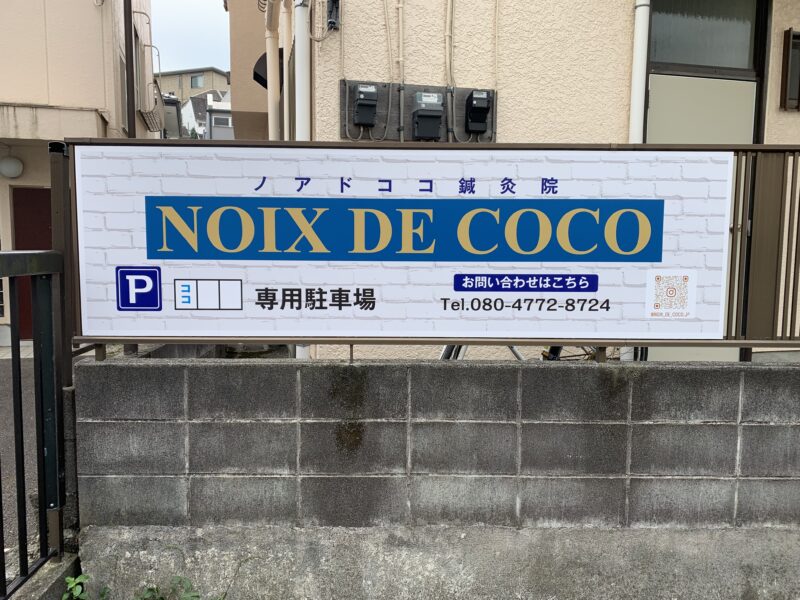 ノアドココ鍼灸院
NOIX DE COCO
P
ココ
専用駐車場
お問い合わせはこちら
Tel.080-4772-8724